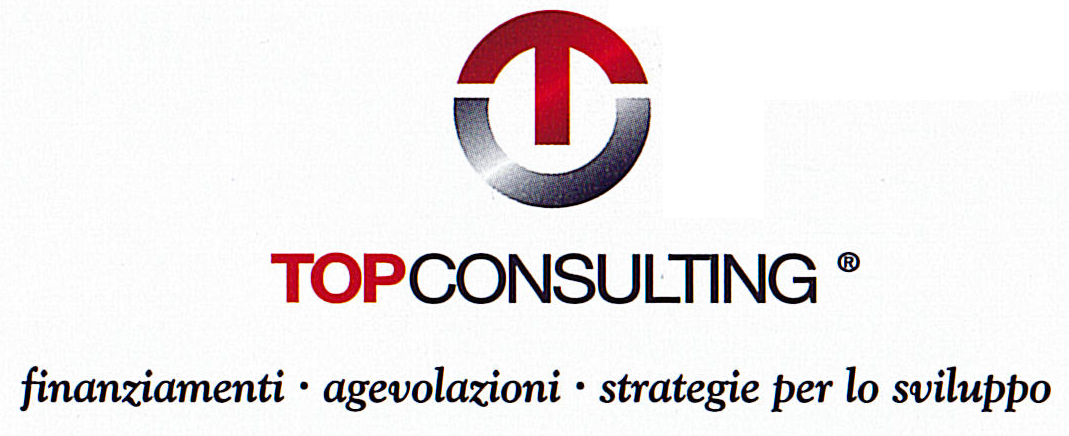 TOPCONSULTING ®
finanziamenti · agevolazioni · strategie per lo sviluppo